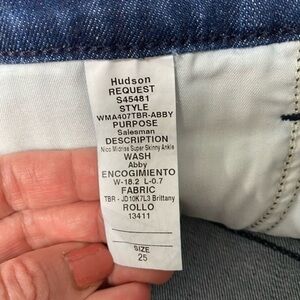 Hudson
REQUEST
S45481
STYLE
WMA407TBR-ABBY
PURPOSE
Salesman
DESCRIPTION
Nico Midrise Super Skinny Ankle
WASH
Abby
ENCOGIMIENTO
W-18.2 L-0.7
FABRIC
TBR - JD10K7L3 Brittany
ROLLO
13411
SIZE
25